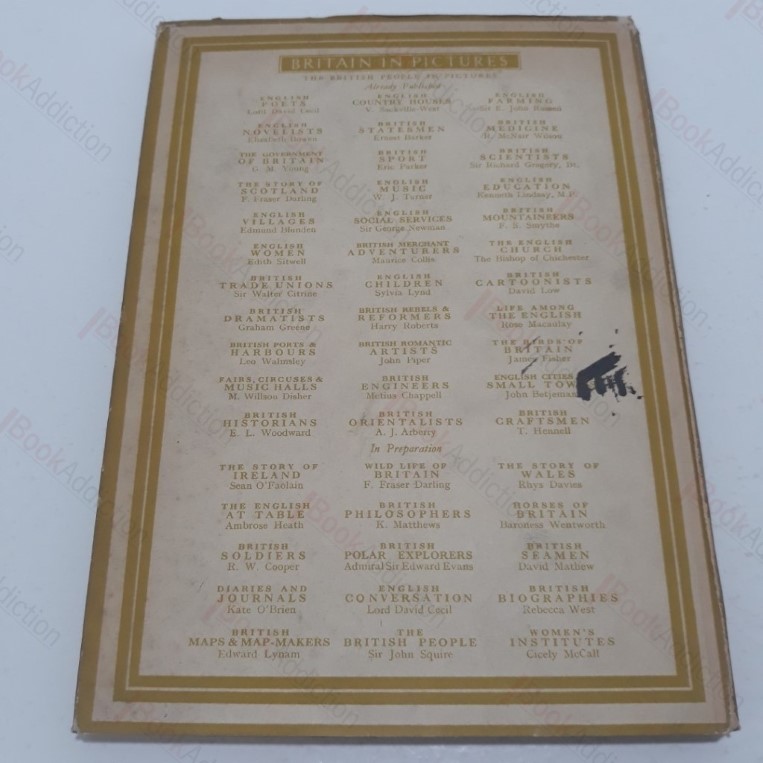 BRITAIN IN PICTURES
THE BRITISH PEOPLE IN PICTURES
Already Published
ENGLISH
POETS
Lord David Cecil
ENGLISH
COUNTRY HOUSES
V. Sackville-West
ENGLISH
FARMING
Sir E. John Russell
ENGLISH
NOVELISTS
Elizabeth Bowen
BRITISH
STATESMEN
Ernest Barker
BRITISH
MEDICINE
R. McNair Wilson
THE GOVERNMENT
OF BRITAIN
G. M. Young
BRITISH
SPORT
Eric Parker
BRITISH
SCIENTISTS
Sir Richard Gregory, Bt.
THE STORY OF
SCOTLAND
F. Fraser Darling
ENGLISH
MUSIC
W. J. Turner
ENGLISH
EDUCATION
Kenneth Lindsay, M.P.
ENGLISH
VILLAGES
Edmund Blunden
ENGLISH
SOCIAL SERVICES
Sir George Newman
BRITISH
MOUNTAINEERS
F. S. Smythe
ENGLISH
WOMEN
Edith Sitwell
BRITISH MERCHANT
ADVENTURERS
Maurice Collis
THE ENGLISH
CHURCH
The Bishop of Chichester
BRITISH
TRADE UNIONS
Sir Walter Citrine
ENGLISH
CHILDREN
Sylvia Lynd
BRITISH
CARTOONISTS
David Low
BRITISH
DRAMATISTS
Graham Greene
BRITISH REBELS &
REFORMERS
Harry Roberts
LIFE AMONG
THE ENGLISH
Rose Macaulay
BRITISH PORTS &
HARBOURS
Leo Walmsley
BRITISH ROMANTIC
ARTISTS
John Piper
THE BIRDS OF
BRITAIN
James Fisher
FAIRS, CIRCUSES &
MUSIC HALLS
M. Willson Disher
BRITISH
ENGINEERS
Metius Chappell
ENGLISH CITIES
SMALL
John Betjeman
BRITISH
HISTORIANS
E. L. Woodward
BRITISH
ORIENTALISTS
A. J. Arberry
BRITISH
CRAFTSMEN
T. Hennell
In Preparation
THE STORY OF
IRELAND
Sean O'Faolain
WILD LIFE OF
BRITAIN
F. Fraser Darling
THE STORY OF
WALES
Rhys Davies
THE ENGLISH
AT TABLE
Ambrose Heath
BRITISH
PHILOSOPHERS
K. Matthews
HORSES OF
BRITAIN
Baroness Wentworth
BRITISH
SOLDIERS
R. W. Cooper
BRITISH
POLAR EXPLORERS
Admiral Sir Edward Evans
BRITISH
SEAMEN
David Mathew
DIARIES AND
JOURNALS
Kate O'Brien
ENGLISH
CONVERSATION
Lord David Cecil
BRITISH
BIOGRAPHIES
Rebecca West
BRITISH
MAPS & MAP-MAKERS
Edward Lynam
THE
BRITISH PEOPLE
Sir John Squire
WOMEN'S
INSTITUTES
Cicely McCall
BookAddiction